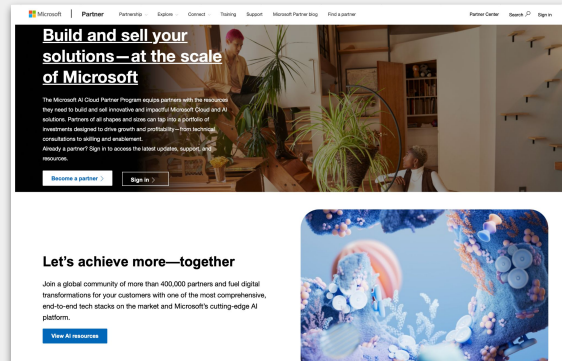 Microsoft
Partner
Partnership
Explore
Connect
Training
Support
Microsoft Partner blog
Find a partner
Partner Center
Search
Sign in
Build and sell your
solutions—at the scale
of Microsoft
The Microsoft AI Cloud Partner Program equips partners with the resources
they need to build and sell innovative and impactful Microsoft Cloud and AI
solutions. Partners of all shapes and sizes can tap into a portfolio of
investments designed to drive growth and profitability—from technical
consultations to skilling and enablement.
Already a partner? Sign in to access the latest updates, support, and
resources.
Become a partner
Sign in
Let's achieve more—together
Join a global community of more than 400,000 partners and fuel digital
transformations for your customers with one of the most comprehensive,
end-to-end tech stacks on the market and Microsoft's cutting-edge AI
platform.
View AI resources